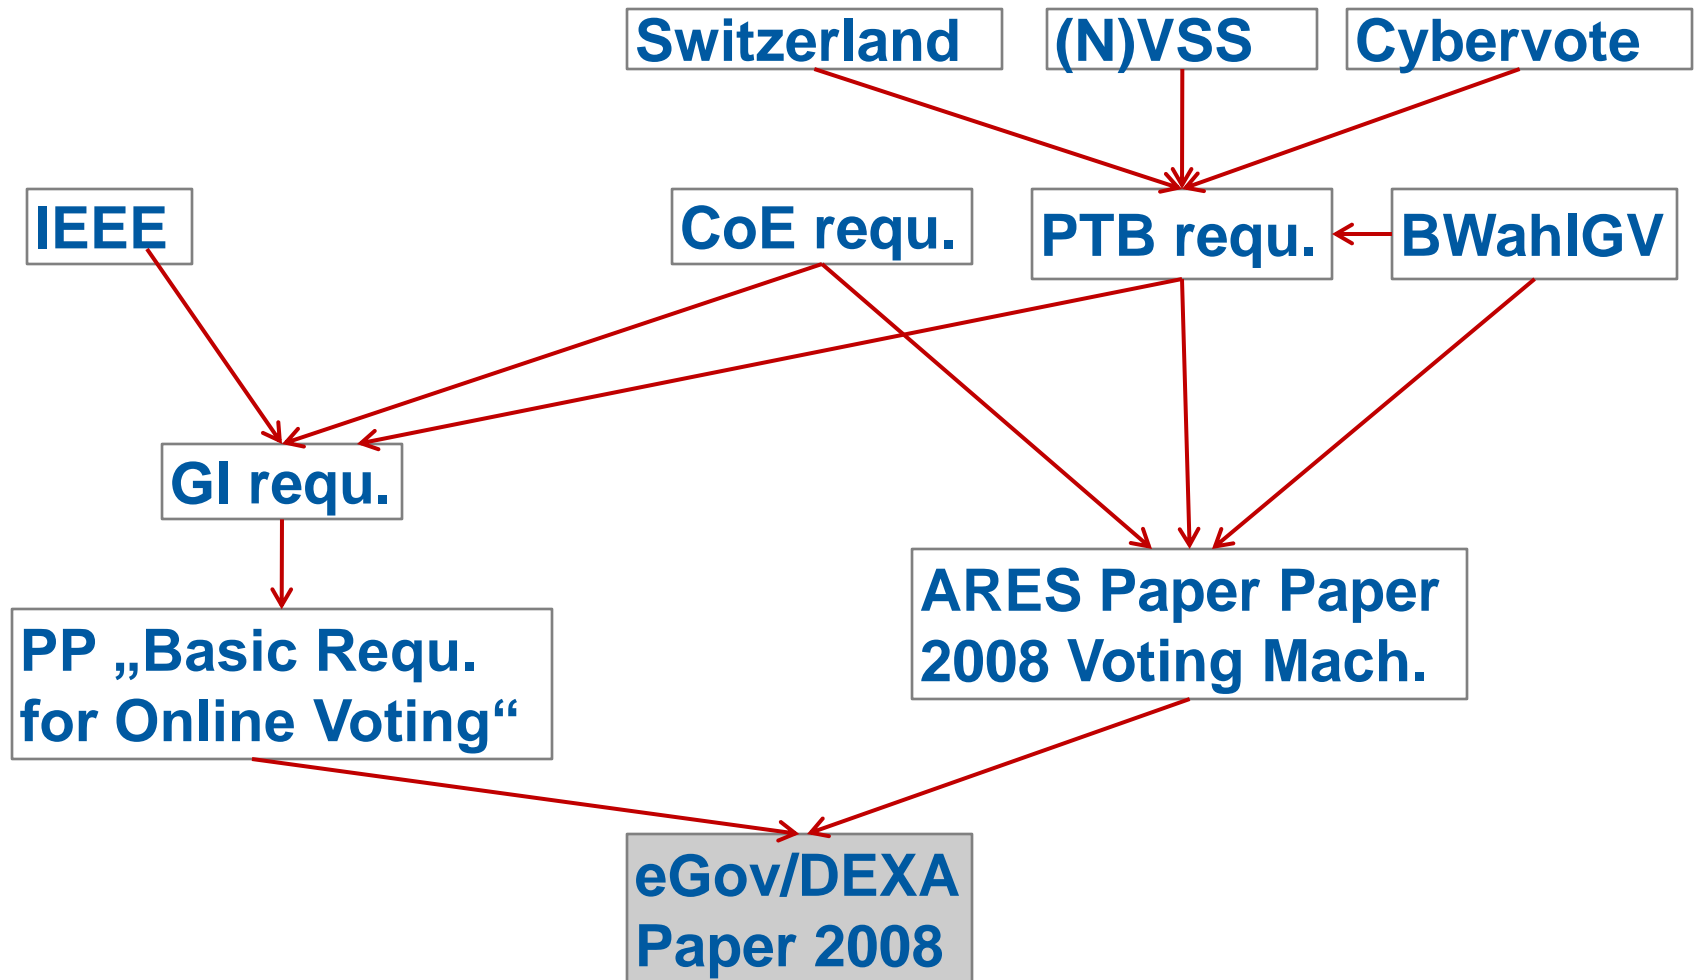 Switzerland
(N)VSS
Cybervote
IEEE
CoE requ.
PTB requ.
BWahlGV
GI requ.
PP „Basic Requ.
for Online Voting“
ARES Paper Paper
2008 Voting Mach.
eGov/DEXA
Paper 2008